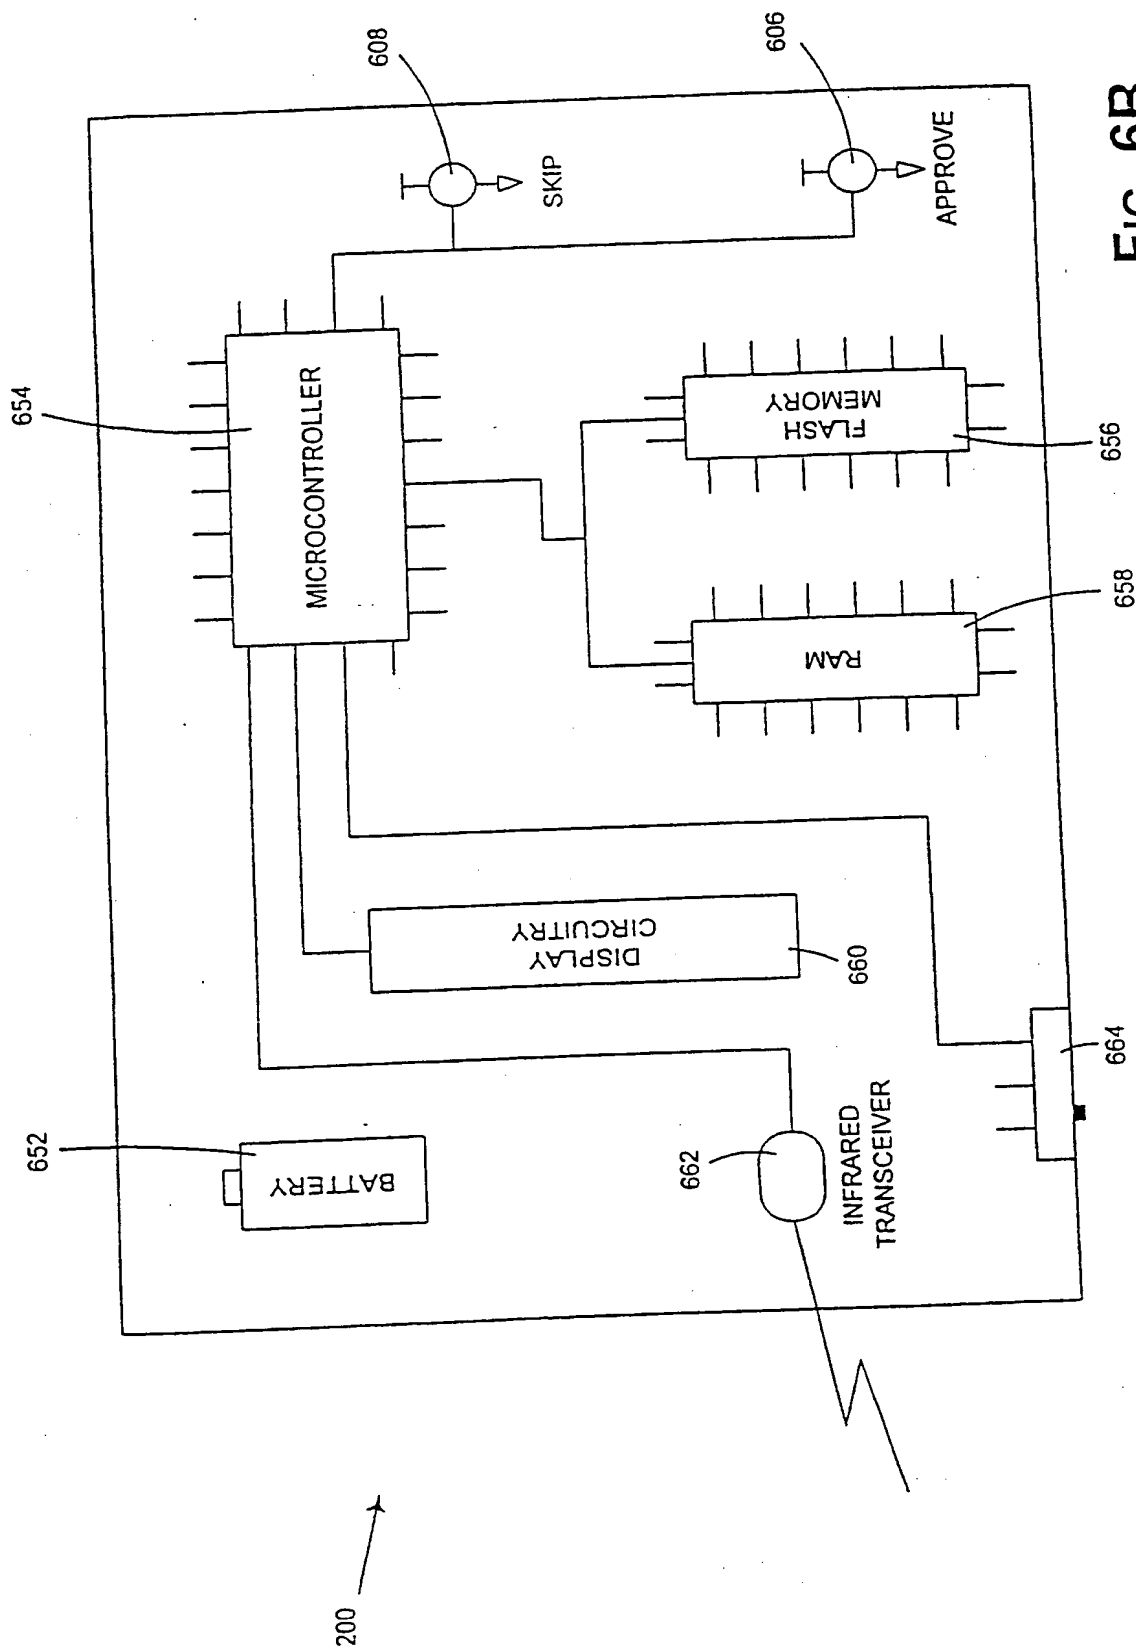 200
652
BATTERY
654
MICROCONTROLLER
608
SKIP
606
APPROVE
DISPLAY
CIRCUITRY
660
662
INFRARED
TRANSCEIVER
RAM
658
FLASH
MEMORY
656
664
FIG. 6B